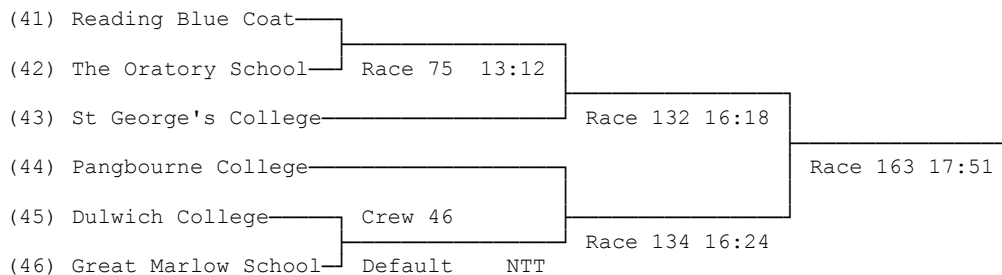 (41) Reading Blue Coat
(42) The Oratory School Race 75 13:12
(43) St George's College Race 132 16:18
(44) Pangbourne College Race 163 17:51
(45) Dulwich College Crew 46
Race 134 16:24
(46) Great Marlow School Default NTT